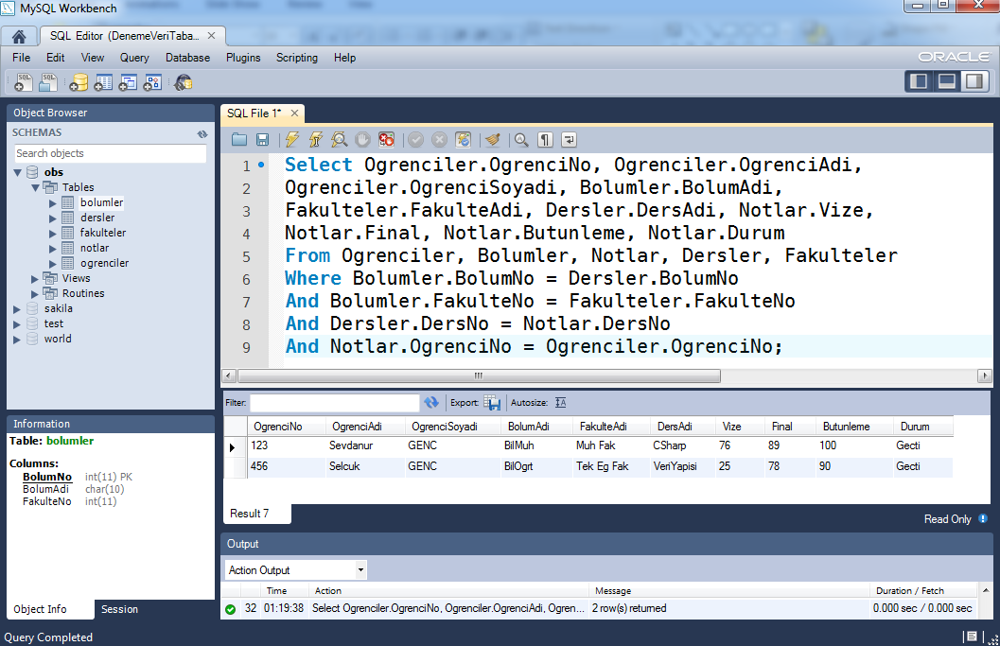 MySQL Workbench
SQL Editor (DenemeVeriTaba...
File Edit View Query Database Plugins Scripting Help
ORACLE
Object Browser
SCHEMAS
Search objects
obs
Tables
bolumler
dersler
fakulteler
notlar
ogrenciler
Views
Routines
sakila
test
world
Information
Table: bolumler
Columns:
BolumNo int(11) PK
BolumAdi char(10)
FakulteNo int(11)
Object Info Session
SQL File 1*
1 Select Ogrenciler.OgrenciNo, Ogrenciler.OgrenciAdi,
2 Ogrenciler.OgrenciSoyadi, Bolumler.BolumAdi,
3 Fakulteler.FakulteAdi, Dersler.DersAdi, Notlar.Vize,
4 Notlar.Final, Notlar.Butunleme, Notlar.Durum
5 From Ogrenciler, Bolumler, Notlar, Dersler, Fakulteler
6 Where Bolumler.BolumNo = Dersler.BolumNo
7 And Bolumler.FakulteNo = Fakulteler.FakulteNo
8 And Dersler.DersNo = Notlar.DersNo
9 And Notlar.OgrenciNo = Ogrenciler.OgrenciNo;
Filter: Export: Autosize:
OgrenciNo OgrenciAdi OgrenciSoyadi BolumAdi FakulteAdi DersAdi Vize Final Butunleme Durum
123 Sevdanur GENC BilMuh Muh Fak CSharp 76 89 100 Gecti
456 Selcuk GENC BilOgrt Tek Eg Fak VeriYapisi 25 78 90 Gecti
Result 7
Read Only
Output
Action Output
Time Action Message Duration / Fetch
32 01:19:38 Select Ogrenciler.OgrenciNo, Ogrenciler.OgrenciAdi, Ogren... 2 row(s) returned 0.000 sec / 0.000 sec
Query Completed